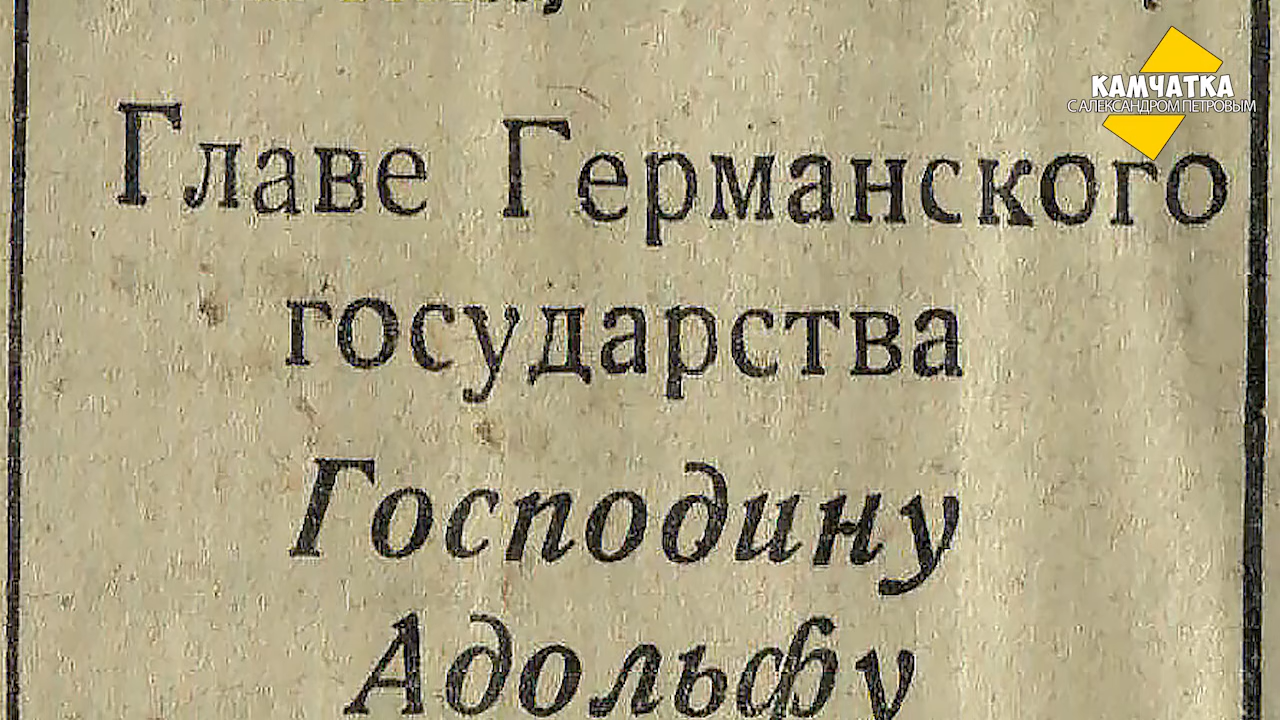 КАМЧАТКА
С АЛЕКСАНДРОМ ПЕТРОВЫМ
Главе Германского
государства
Господину
Адольфу